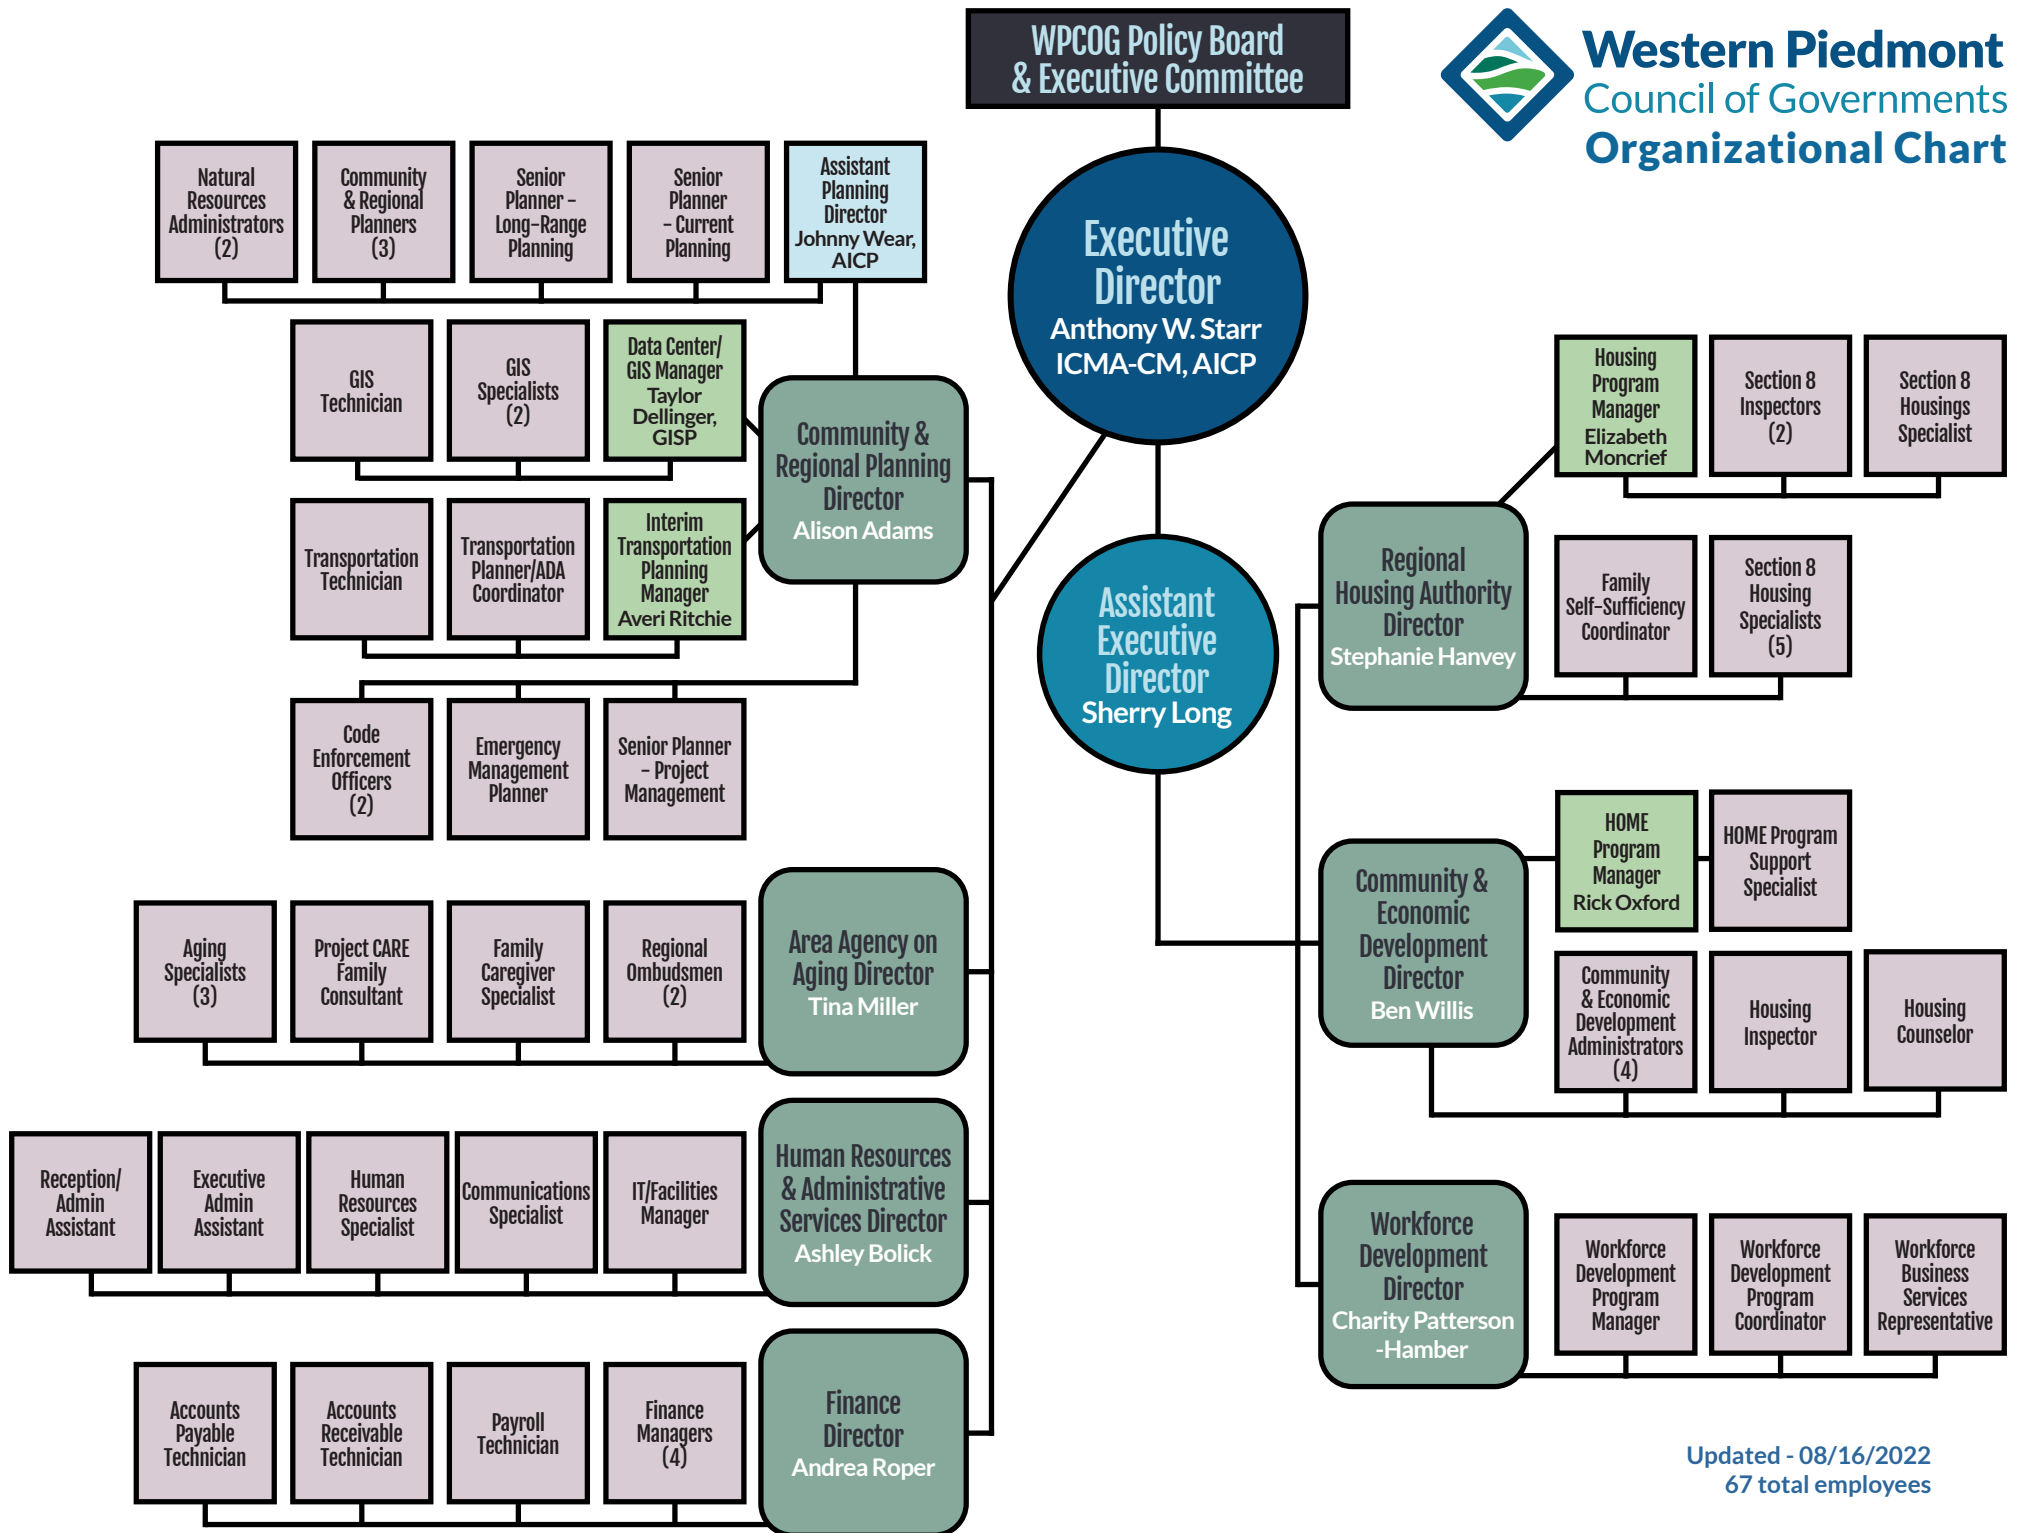 WPCOG Policy Board
& Executive Committee
Western Piedmont
Council of Governments
Organizational Chart
Executive
Director
Anthony W. Starr
ICMA-CM, AICP
Assistant
Executive
Director
Sherry Long
Natural
Resources
Administrators
(2)
Community
& Regional
Planners
(3)
Senior
Planner -
Long-Range
Planning
Senior
Planner
- Current
Planning
Assistant
Planning
Director
Johnny Wear,
AICP
GIS
Technician
GIS
Specialists
(2)
Data Center/
GIS Manager
Taylor
Dellinger,
GISP
Community &
Regional Planning
Director
Alison Adams
Transportation
Technician
Transportation
Planner/ADA
Coordinator
Interim
Transportation
Planning
Manager
Averi Ritchie
Code
Enforcement
Officers
(2)
Emergency
Management
Planner
Senior Planner
- Project
Management
Aging
Specialists
(3)
Project CARE
Family
Consultant
Family
Caregiver
Specialist
Regional
Ombudsmen
(2)
Area Agency on
Aging Director
Tina Miller
Reception/
Admin
Assistant
Executive
Admin
Assistant
Human
Resources
Specialist
Communications
Specialist
IT/Facilities
Manager
Human Resources
& Administrative
Services Director
Ashley Bolick
Accounts
Payable
Technician
Accounts
Receivable
Technician
Payroll
Technician
Finance
Managers
(4)
Finance
Director
Andrea Roper
Housing
Program
Manager
Elizabeth
Moncrief
Section 8
Inspectors
(2)
Section 8
Housings
Specialist
Regional
Housing Authority
Director
Stephanie Hanvey
Family
Self-Sufficiency
Coordinator
Section 8
Housing
Specialists
(5)
HOME
Program
Manager
Rick Oxford
HOME Program
Support
Specialist
Community &
Economic
Development
Director
Ben Willis
Community
& Economic
Development
Administrators
(4)
Housing
Inspector
Housing
Counselor
Workforce
Development
Director
Charity Patterson
-Hamber
Workforce
Development
Program
Manager
Workforce
Development
Program
Coordinator
Workforce
Business
Services
Representative
Updated - 08/16/2022
67 total employees